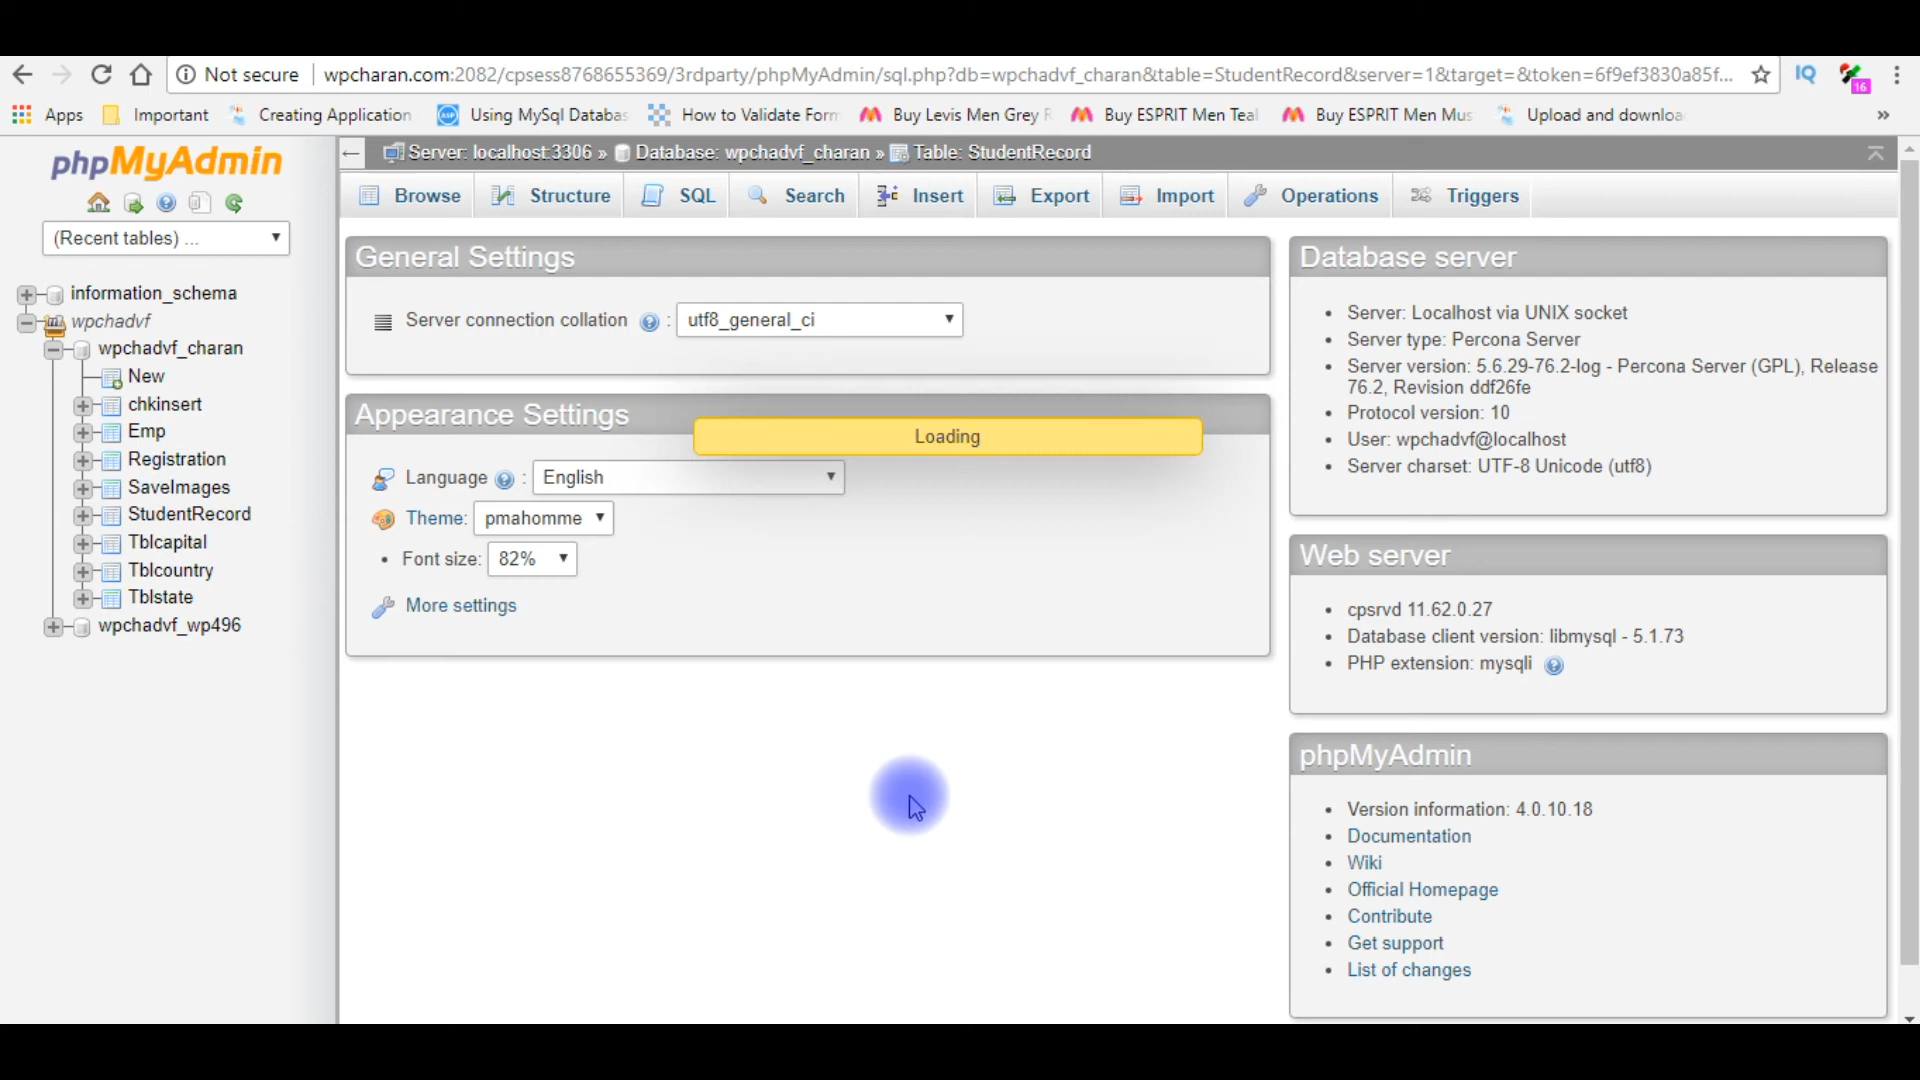 Not secure
wpcharan.com:2082/cpsess8768655369/3rdparty/phpMyAdmin/sql.php?db=wpchadvf_charan&table=StudentRecord&server=1&target=&token=6f9ef3830a85f...
IQ
16
Apps
Important
Creating Application
Using MySql Databas
How to Validate Form
Buy Levis Men Grey R
Buy ESPRIT Men Teal
Buy ESPRIT Men Mus
Upload and downloa
»
phpMyAdmin
(Recent tables) ...
information_schema
wpchadvf
wpchadvf_charan
New
chkinsert
Emp
Registration
SaveImages
StudentRecord
Tblcapital
Tblcountry
Tblstate
wpchadvf_wp496
Server: localhost:3306 » Database: wpchadvf_charan » Table: StudentRecord
Browse Structure SQL Search Insert Export Import Operations Triggers
General Settings
Server connection collation : utf8_general_ci
Appearance Settings
Loading
Language : English
Theme: pmahomme
• Font size: 82%
More settings
Database server
• Server: Localhost via UNIX socket
• Server type: Percona Server
• Server version: 5.6.29-76.2-log - Percona Server (GPL), Release
76.2, Revision ddf26fe
• Protocol version: 10
• User: wpchadvf@localhost
• Server charset: UTF-8 Unicode (utf8)
Web server
• cpsrvd 11.62.0.27
• Database client version: libmysql - 5.1.73
• PHP extension: mysqli
phpMyAdmin
• Version information: 4.0.10.18
• Documentation
• Wiki
• Official Homepage
• Contribute
• Get support
• List of changes